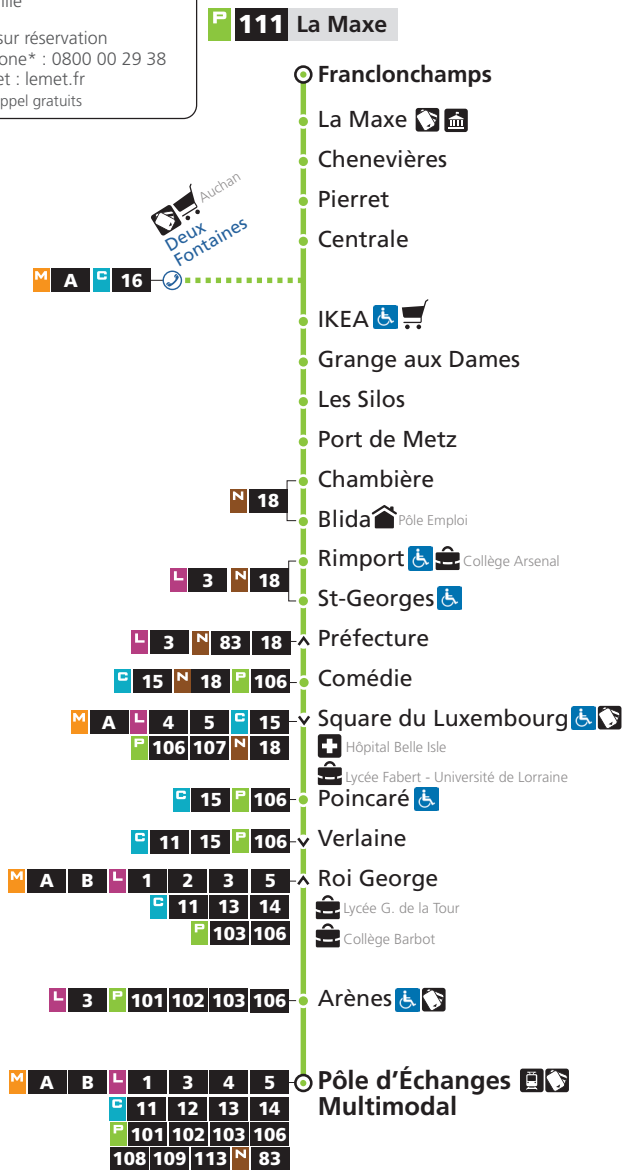 sur réservation
: 0800 00 29 38
: lemet.fr
gratuits
P 111 La Maxe
Franclonchamps
La Maxe
Chenevières
Pierret
Centrale
Auchan
Deux
Fontaines
M A C 16
IKEA
Grange aux Dames
Les Silos
Port de Metz
Chambière
N 18
Blida Pôle Emploi
Rimport Collège Arsenal
L 3 N 18
St-Georges
L 3 N 83 18 Préfecture
C 15 N 18 P 106 Comédie
M A L 4 5 C 15 Square du Luxembourg
P 106 107 N 18 Hôpital Belle Isle
Lycée Fabert - Université de Lorraine
C 15 P 106 Poincaré
C 11 15 P 106 Verlaine
M A B L 1 2 3 5 Roi George
C 11 13 14 Lycée G. de la Tour
P 103 106 Collège Barbot
L 3 P 101 102 103 106 Arènes
M A B L 1 3 4 5 Pôle d'Échanges
C 11 12 13 14 Multimodal
P 101 102 103 106
108 109 113 N 83